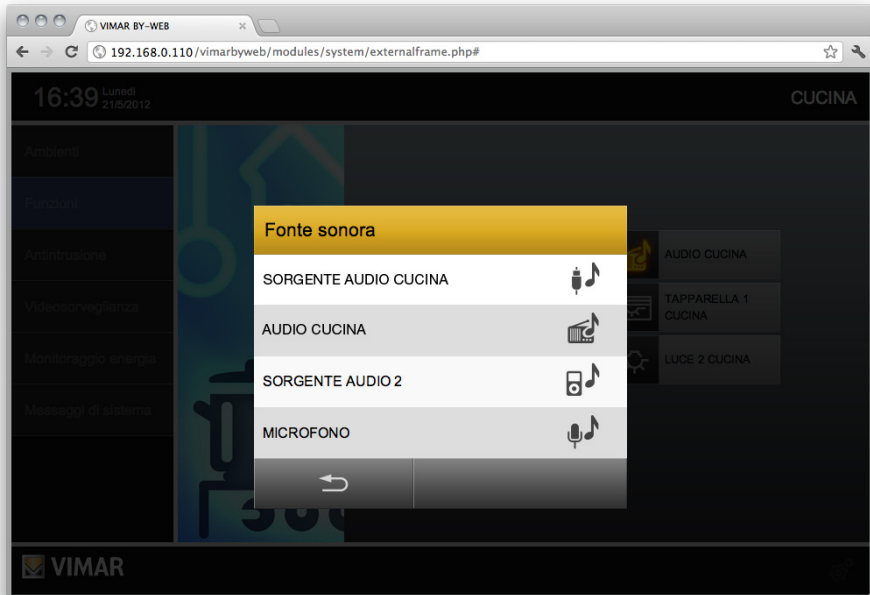 VIMAR BY-WEB
192.168.0.110/vimarbyweb/modules/system/externalframe.php#
16:39
Lunedì
21/5/2012
CUCINA
Ambienti
Funzioni
Antintrusione
Videosorveglianza
Monitoraggio energia
Messaggi di sistema
Fonte sonora
SORGENTE AUDIO CUCINA
AUDIO CUCINA
SORGENTE AUDIO 2
MICROFONO
AUDIO CUCINA
TAPPARELLA 1
CUCINA
LUCE 2 CUCINA
VIMAR